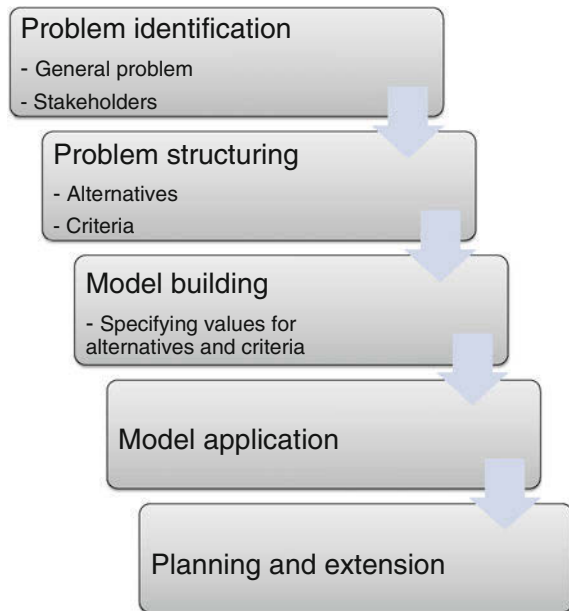 Problem identification
- General problem
- Stakeholders
Problem structuring
- Alternatives
- Criteria
Model building
- Specifying values for
alternatives and criteria
Model application
Planning and extension